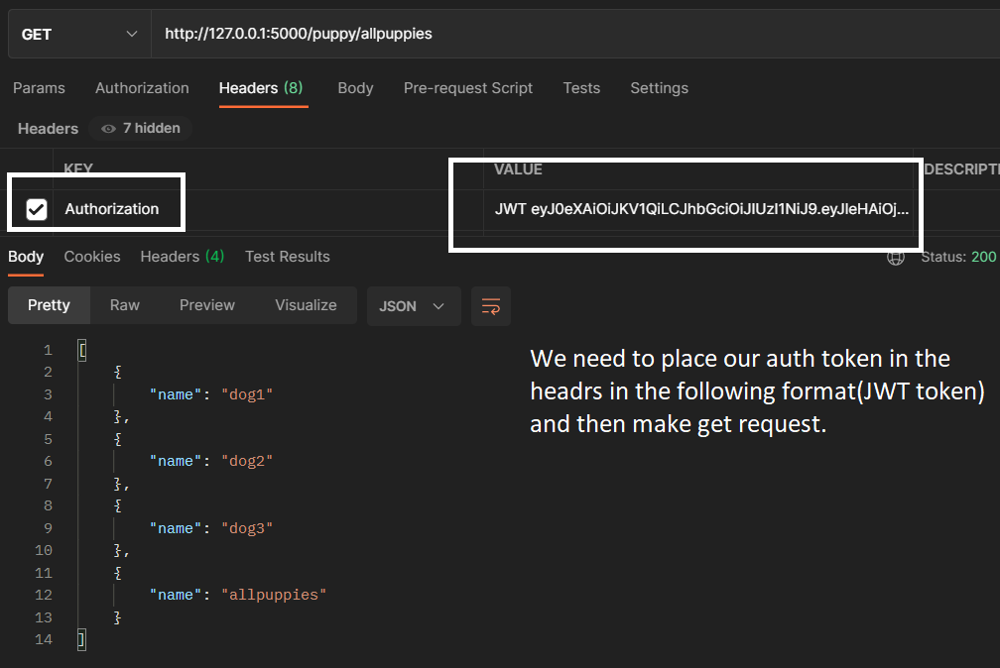 GET http://127.0.0.1:5000/puppy/allpuppies
Params Authorization Headers (8) Body Pre-request Script Tests Settings
Headers 7 hidden
KEY VALUE DESCRIPTI
Authorization JWT eyJ0eXAiOiJKV1QiLCJhbGciOiJIUzI1NiJ9.eyJleHAiOj...
Body Cookies Headers (4) Test Results Status: 200
Pretty Raw Preview Visualize JSON
1 [
2 {
3 "name": "dog1"
4 },
5 {
6 "name": "dog2"
7 },
8 {
9 "name": "dog3"
10 },
11 {
12 "name": "allpuppies"
13 }
14 ]
We need to place our auth token in the
headrs in the following format(JWT token)
and then make get request.